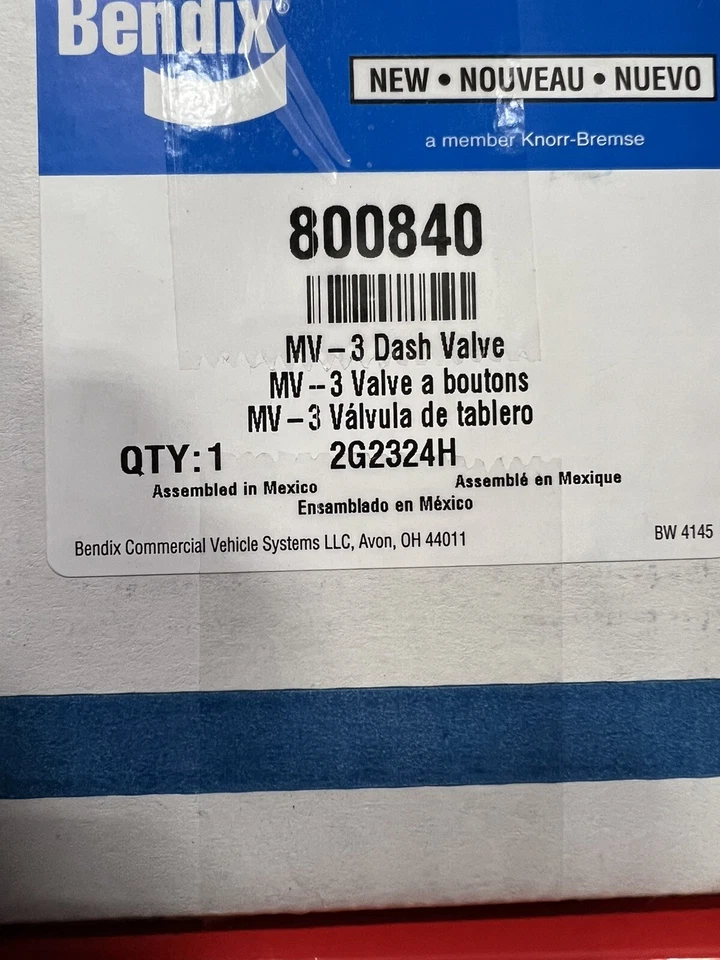 Bendix®
NEW • NOUVEAU • NUEVO
a member Knorr-Bremse
800840
MV – 3 Dash Valve
MV -- 3 Valve a boutons
MV – 3 Válvula de tablero
QTY: 1 2G2324H
Assembled in Mexico Assemblé en Mexique
Ensamblado en México
Bendix Commercial Vehicle Systems LLC, Avon, OH 44011 BW 4145